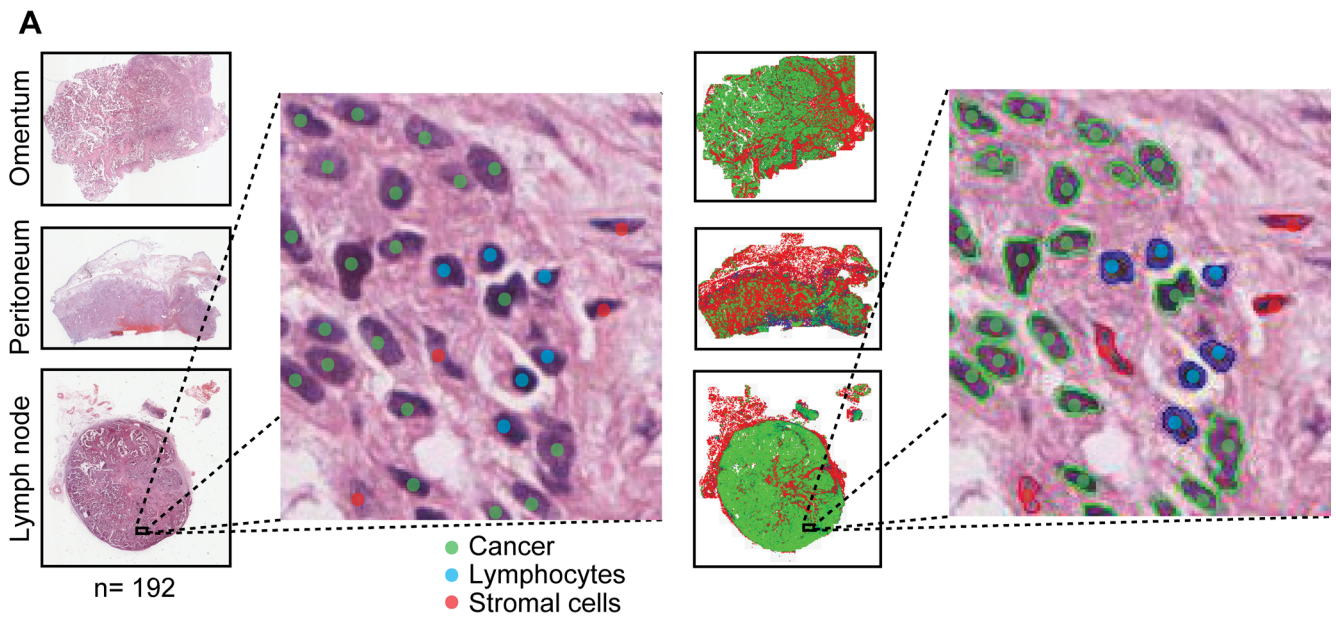 A
Omentum
Peritoneum
Lymph node
n= 192
Cancer
Lymphocytes
Stromal cells